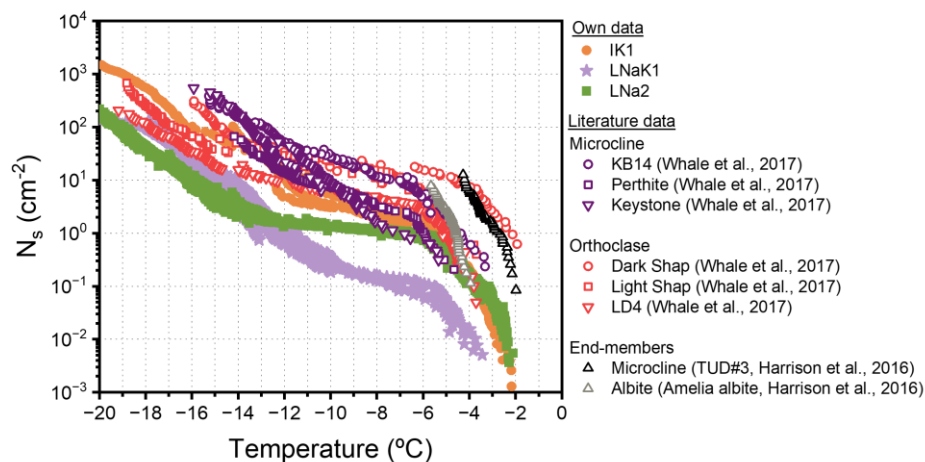 10⁴
10³
10²
10¹
10⁰
10⁻¹
10⁻²
10⁻³
Nₛ (cm⁻²)
−20 −18 −16 −14 −12 −10 −8 −6 −4 −2 0
Temperature (ºC)
Own data
IK1
LNaK1
LNa2
Literature data
Microcline
KB14 (Whale et al., 2017)
Perthite (Whale et al., 2017)
Keystone (Whale et al., 2017)
Orthoclase
Dark Shap (Whale et al., 2017)
Light Shap (Whale et al., 2017)
LD4 (Whale et al., 2017)
End-members
Microcline (TUD#3, Harrison et al., 2016)
Albite (Amelia albite, Harrison et al., 2016)